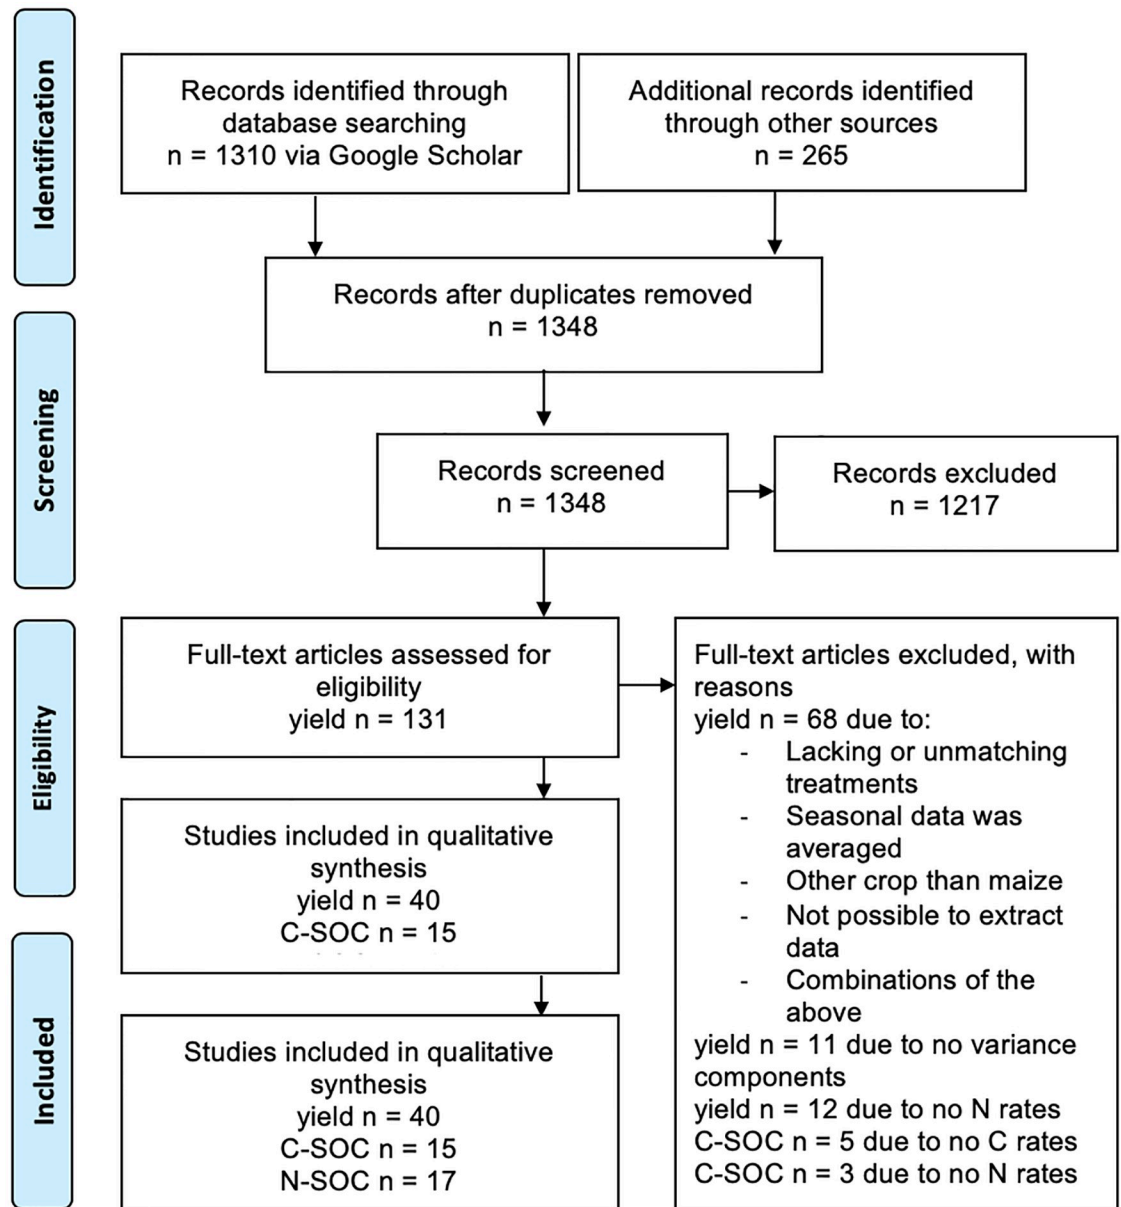 Identification
Records identified through
database searching
n = 1310 via Google Scholar
Additional records identified
through other sources
n = 265
Records after duplicates removed
n = 1348
Screening
Records screened
n = 1348
Records excluded
n = 1217
Eligibility
Full-text articles assessed for
eligibility
yield n = 131
Full-text articles excluded, with
reasons
yield n = 68 due to:
- Lacking or unmatching
treatments
- Seasonal data was
averaged
- Other crop than maize
- Not possible to extract
data
- Combinations of the
above
yield n = 11 due to no variance
components
yield n = 12 due to no N rates
C-SOC n = 5 due to no C rates
C-SOC n = 3 due to no N rates
Studies included in qualitative
synthesis
yield n = 40
C-SOC n = 15
Included
Studies included in qualitative
synthesis
yield n = 40
C-SOC n = 15
N-SOC n = 17